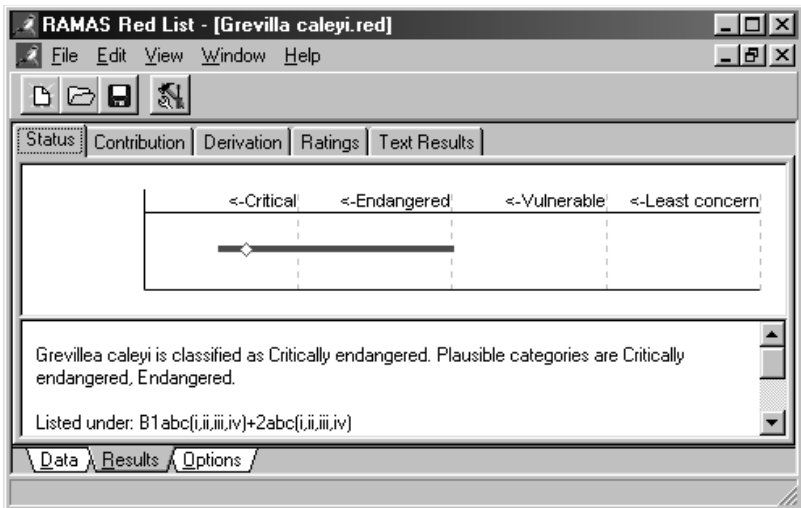 RAMAS Red List - [Grevilla caleyi.red]
File Edit View Window Help
Status Contribution Derivation Ratings Text Results
<-Critical <-Endangered <-Vulnerable <-Least concern
Grevillea caleyi is classified as Critically endangered. Plausible categories are Critically
endangered, Endangered.
Listed under: B1abc(i,ii,iii,iv)+2abc(i,ii,iii,iv)
Data Results Options